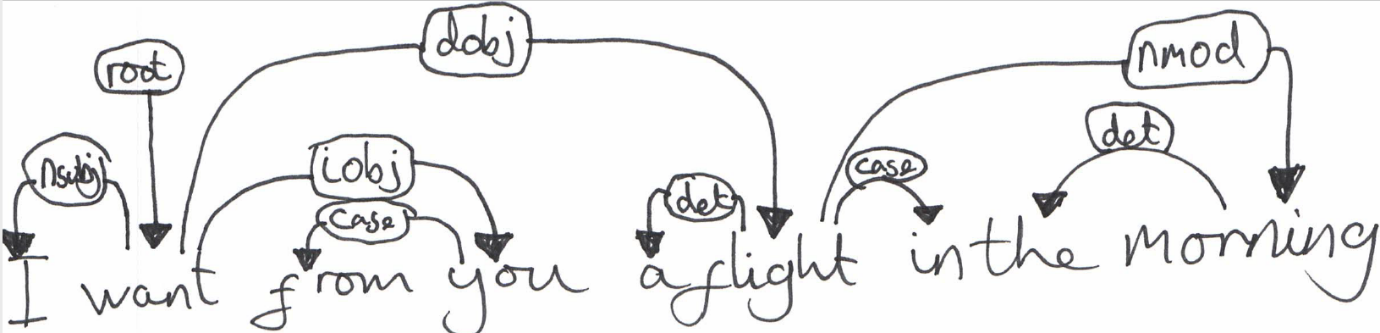 dobj
nmod
root
det
nsubj
iobj
case
case
det
I want from you a flight in the morning